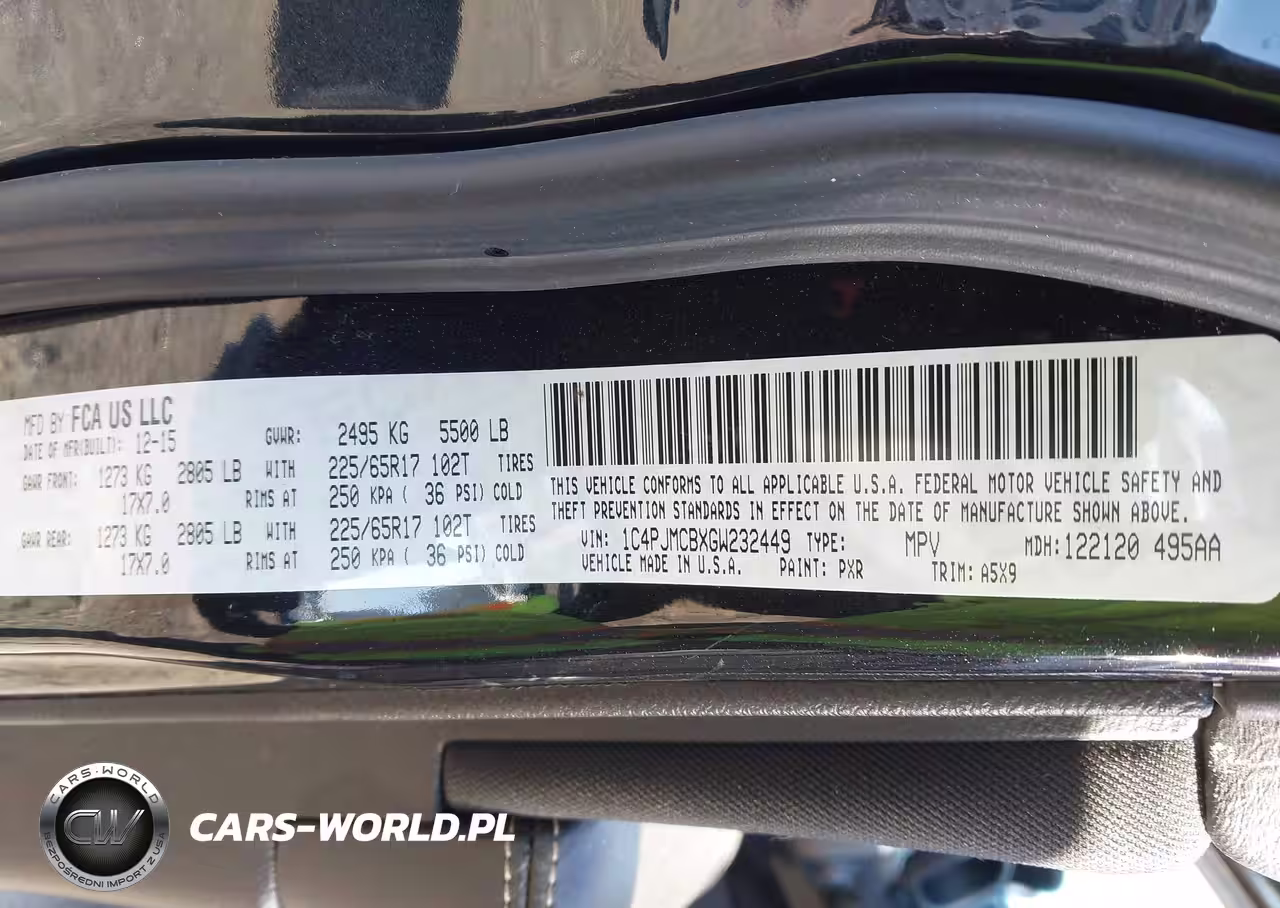 MFD BY FCA US LLC
DATE OF MFR(BUILT): 12-15 GVWR: 2495 KG 5500 LB
GAWR FRONT: 1273 KG 2805 LB WITH 225/65R17 102T TIRES
17X7.0 RIMS AT 250 KPA ( 36 PSI) COLD
GAWR REAR: 1273 KG 2805 LB WITH 225/65R17 102T TIRES
17X7.0 RIMS AT 250 KPA ( 36 PSI) COLD
THIS VEHICLE CONFORMS TO ALL APPLICABLE U.S.A. FEDERAL MOTOR VEHICLE SAFETY AND
THEFT PREVENTION STANDARDS IN EFFECT ON THE DATE OF MANUFACTURE SHOWN ABOVE.
VIN: 1C4PJMCBXGW232449 TYPE: MPV MDH: 122120 495AA
VEHICLE MADE IN U.S.A. PAINT: PXR TRIM: A5X9
CARS-WORLD
CW
BEZPOŚREDNI IMPORT Z USA
CARS-WORLD.PL